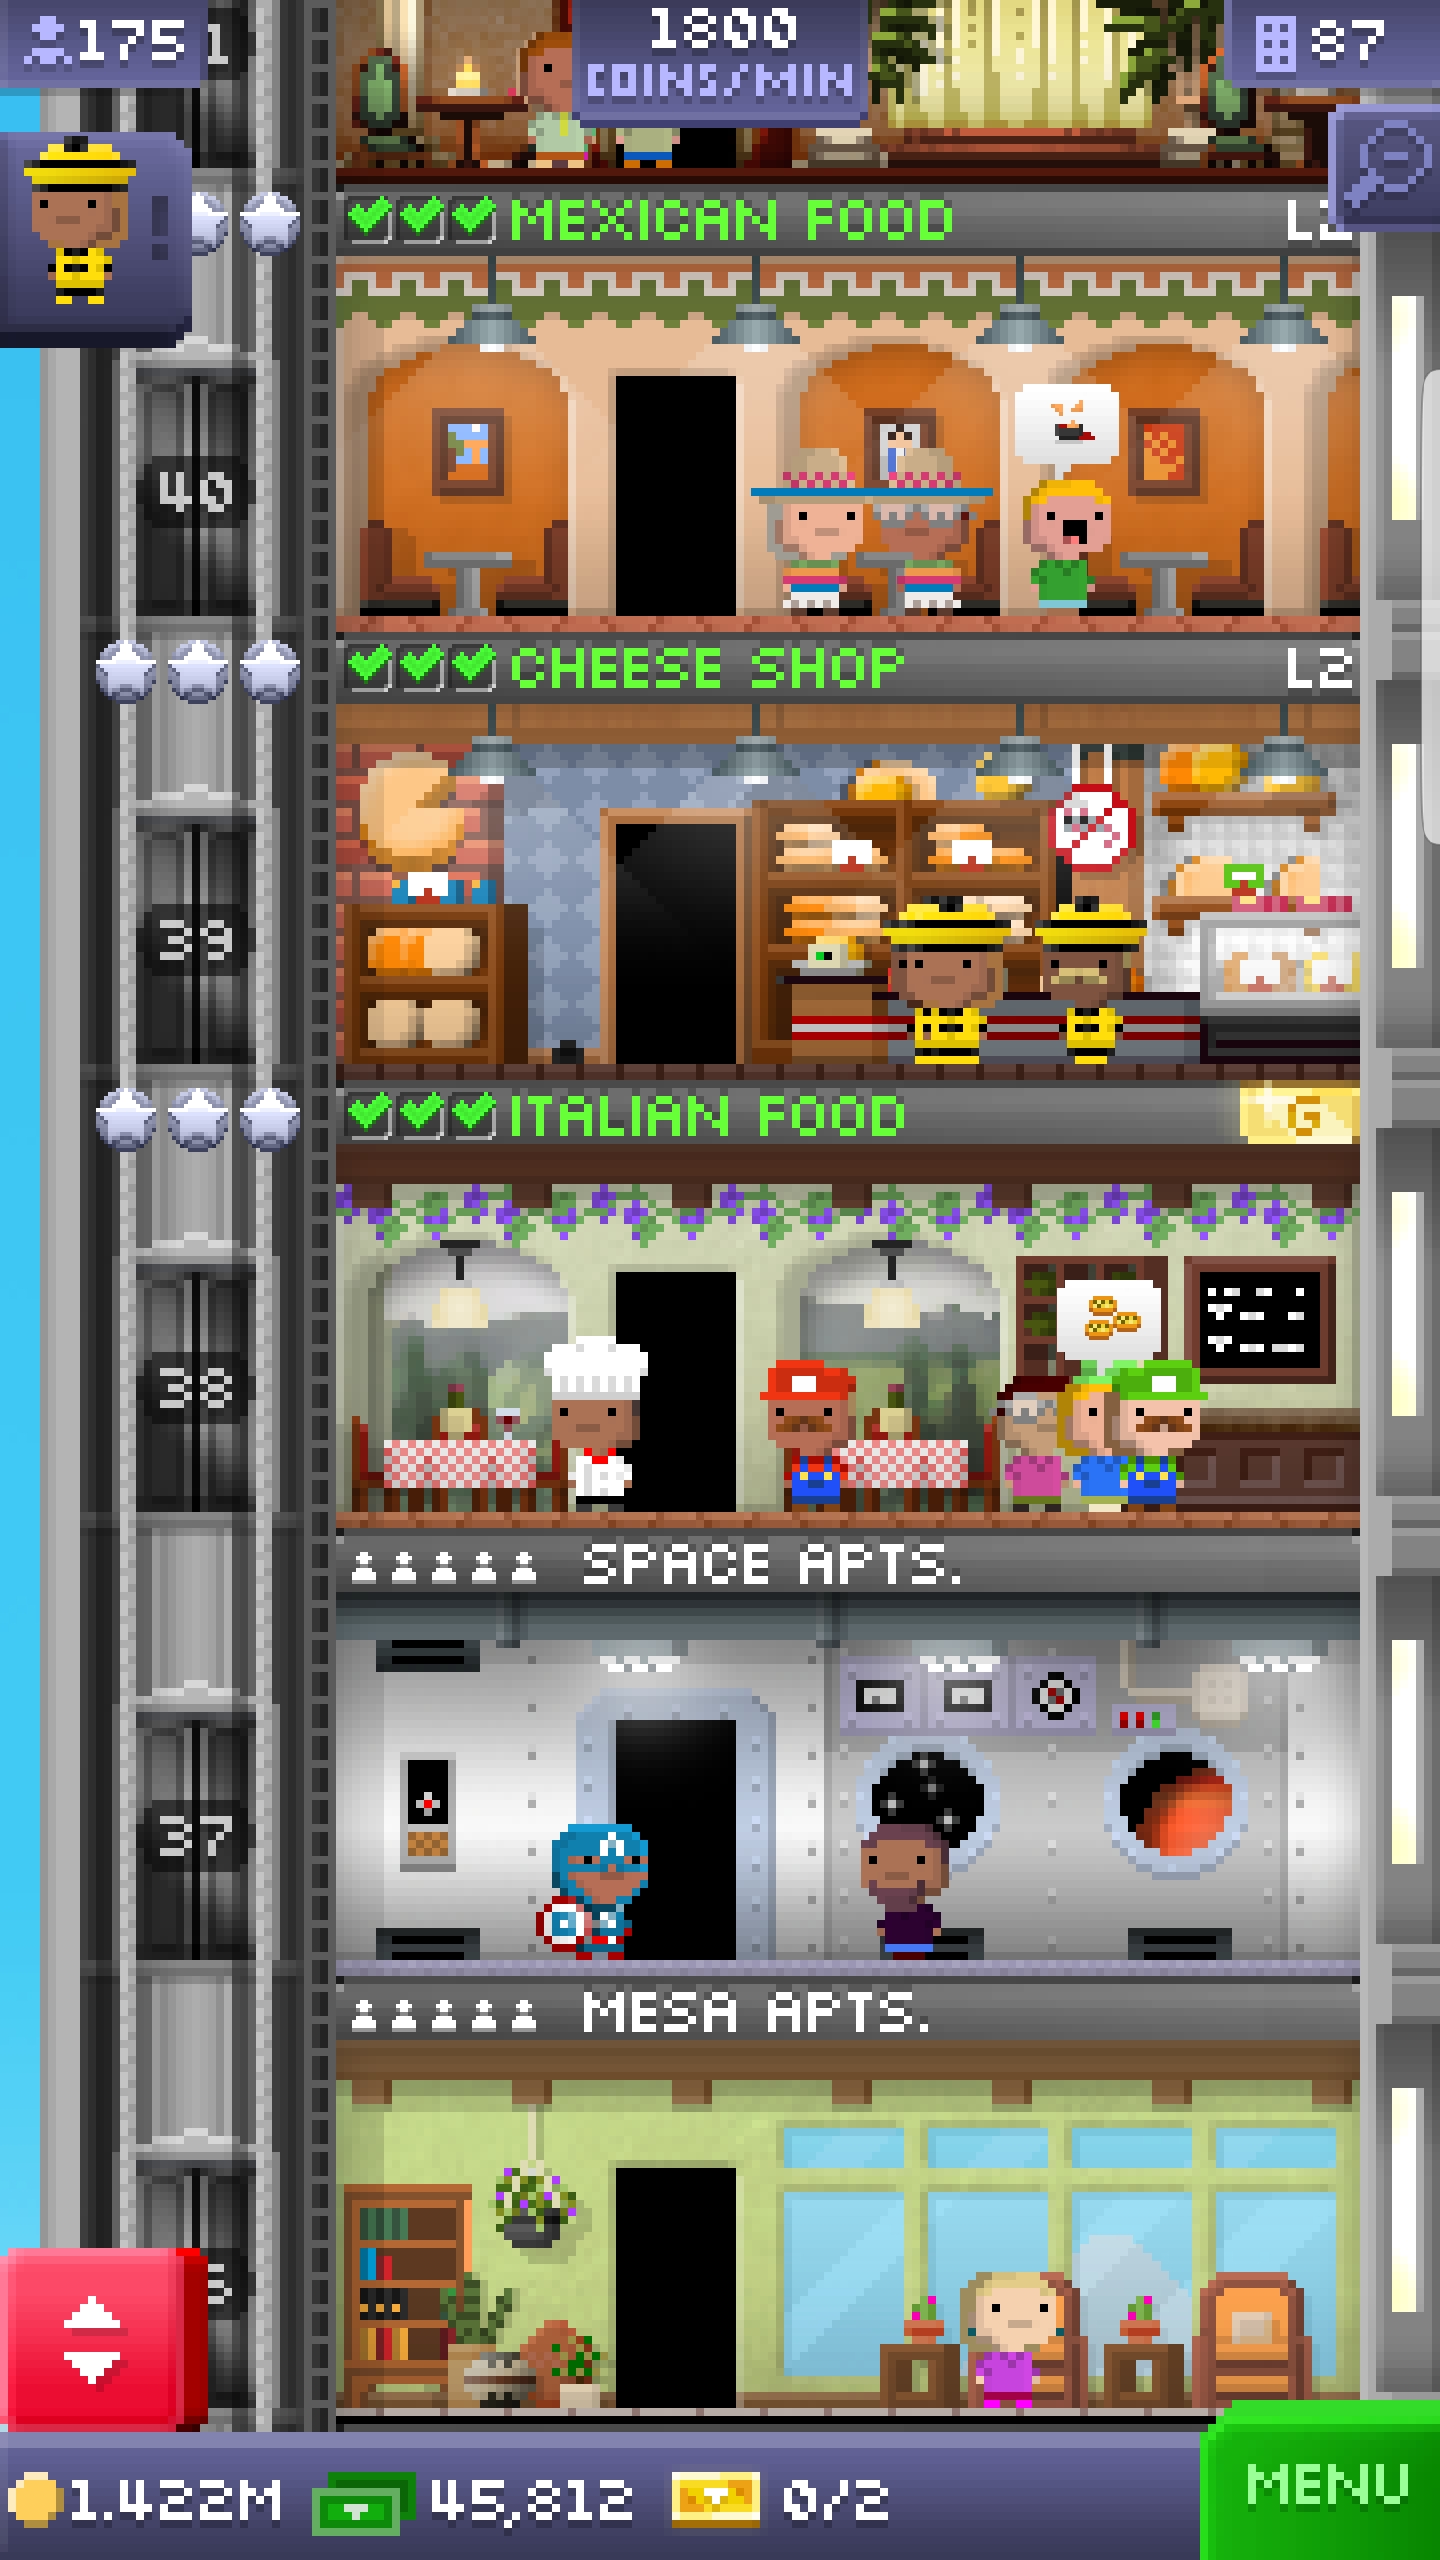 175
1
1800
COINS/MIN
87
MEXICAN FOOD
40
CHEESE SHOP
L2
39
ITALIAN FOOD
G
38
SPACE APTS.
37
MESA APTS.
1.422M
45,812
0/2
MENU